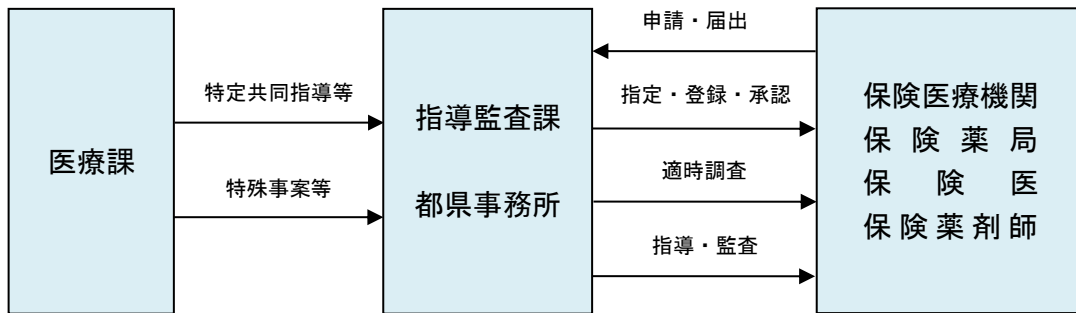 医療課
特定共同指導等
特殊事案等
指導監査課
都県事務所
申請・届出
指定・登録・承認
適時調査
指導・監査
保険医療機関
保険薬局
保険医
保険薬剤師